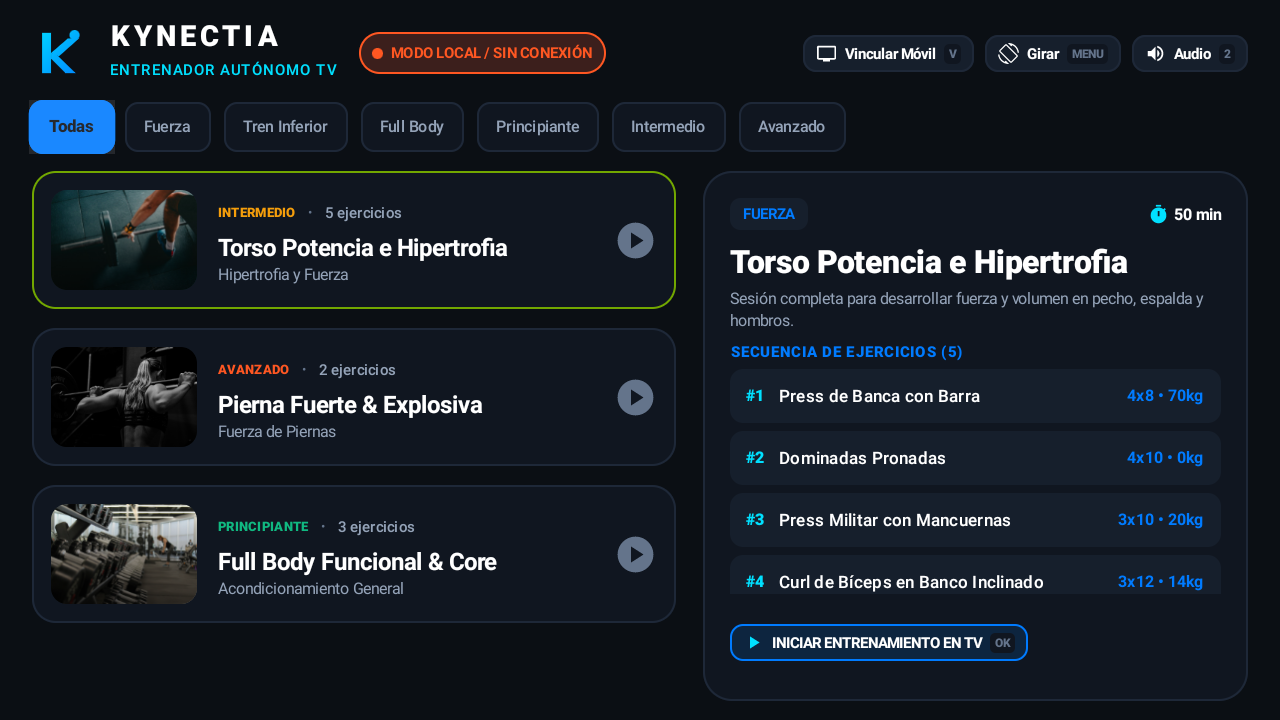 KYNECTIA
ENTRENADOR AUTÓNOMO TV
MODO LOCAL / SIN CONEXIÓN
Vincular Móvil V
Girar MENU
Audio 2
Todas
Fuerza
Tren Inferior
Full Body
Principiante
Intermedio
Avanzado
INTERMEDIO · 5 ejercicios
Torso Potencia e Hipertrofia
Hipertrofia y Fuerza
AVANZADO · 2 ejercicios
Pierna Fuerte & Explosiva
Fuerza de Piernas
PRINCIPIANTE · 3 ejercicios
Full Body Funcional & Core
Acondicionamiento General
FUERZA
50 min
Torso Potencia e Hipertrofia
Sesión completa para desarrollar fuerza y volumen en pecho, espalda y
hombros.
SECUENCIA DE EJERCICIOS (5)
#1 Press de Banca con Barra 4x8 • 70kg
#2 Dominadas Pronadas 4x10 • 0kg
#3 Press Militar con Mancuernas 3x10 • 20kg
#4 Curl de Bíceps en Banco Inclinado 3x12 • 14kg
INICIAR ENTRENAMIENTO EN TV OK